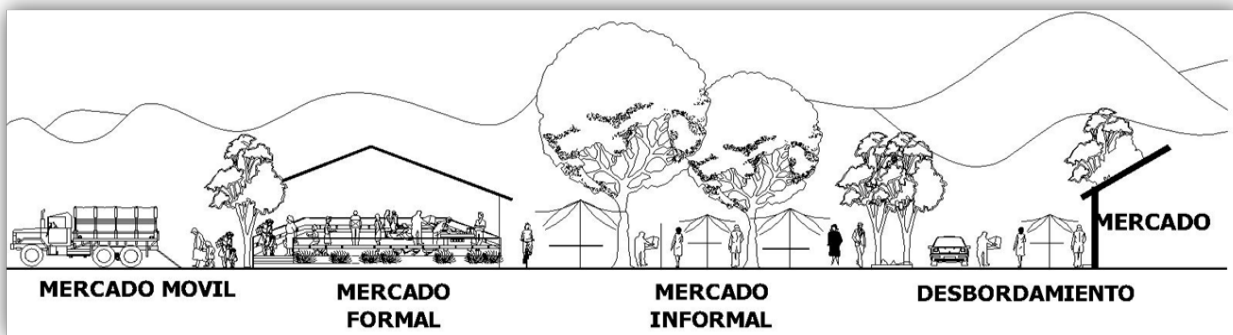 MERCADO
MERCADO MOVIL
MERCADO
FORMAL
MERCADO
INFORMAL
DESBORDAMIENTO